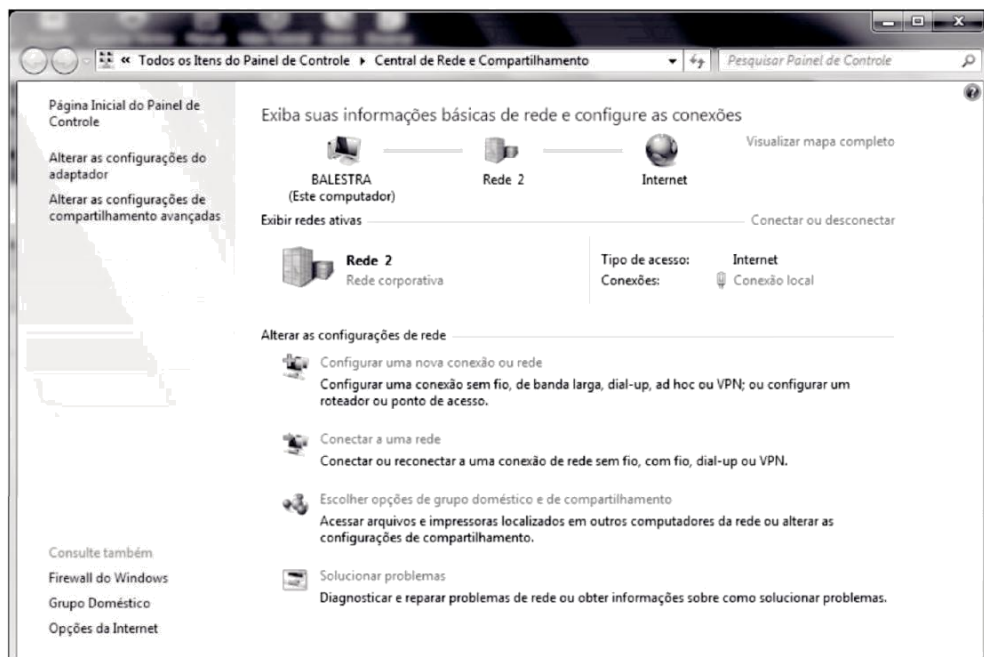 « Todos os Itens do Painel de Controle ▸ Central de Rede e Compartilhamento
Pesquisar Painel de Controle
Página Inicial do Painel de
Controle
Alterar as configurações do
adaptador
Alterar as configurações de
compartilhamento avançadas
Exiba suas informações básicas de rede e configure as conexões
Visualizar mapa completo
BALESTRA
(Este computador)
Rede 2
Internet
Exibir redes ativas
Conectar ou desconectar
Rede 2
Rede corporativa
Tipo de acesso: Internet
Conexões: Conexão local
Alterar as configurações de rede
Configurar uma nova conexão ou rede
Configurar uma conexão sem fio, de banda larga, dial-up, ad hoc ou VPN; ou configurar um
roteador ou ponto de acesso.
Conectar a uma rede
Conectar ou reconectar a uma conexão de rede sem fio, com fio, dial-up ou VPN.
Escolher opções de grupo doméstico e de compartilhamento
Acessar arquivos e impressoras localizados em outros computadores da rede ou alterar as
configurações de compartilhamento.
Solucionar problemas
Diagnosticar e reparar problemas de rede ou obter informações sobre como solucionar problemas.
Consulte também
Firewall do Windows
Grupo Doméstico
Opções da Internet